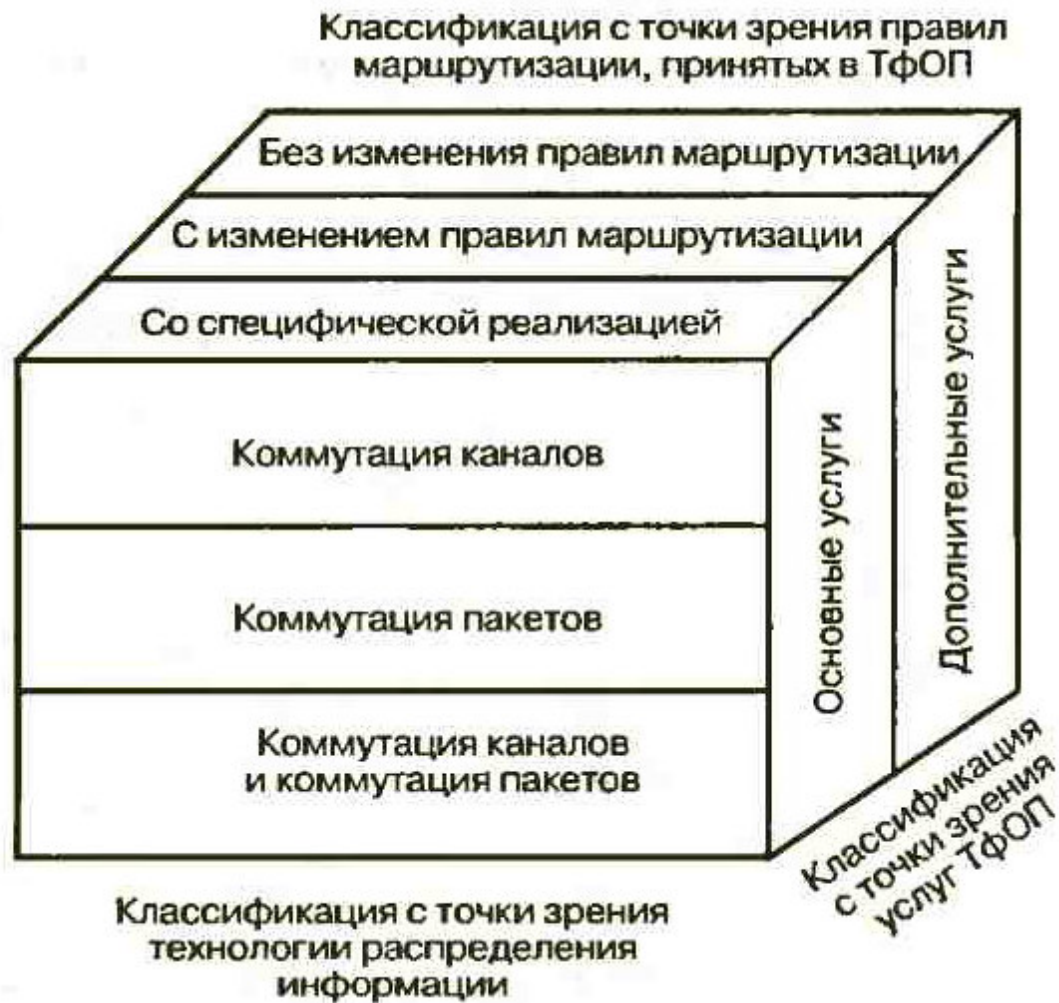 Классификация с точки зрения правил
маршрутизации, принятых в ТфОП
Без изменения правил маршрутизации
С изменением правил маршрутизации
Со специфической реализацией
Коммутация каналов
Коммутация пакетов
Коммутация каналов
и коммутация пакетов
Основные услуги
Дополнительные услуги
Классификация
с точки зрения
услуг ТфОП
Классификация с точки зрения
технологии распределения
информации